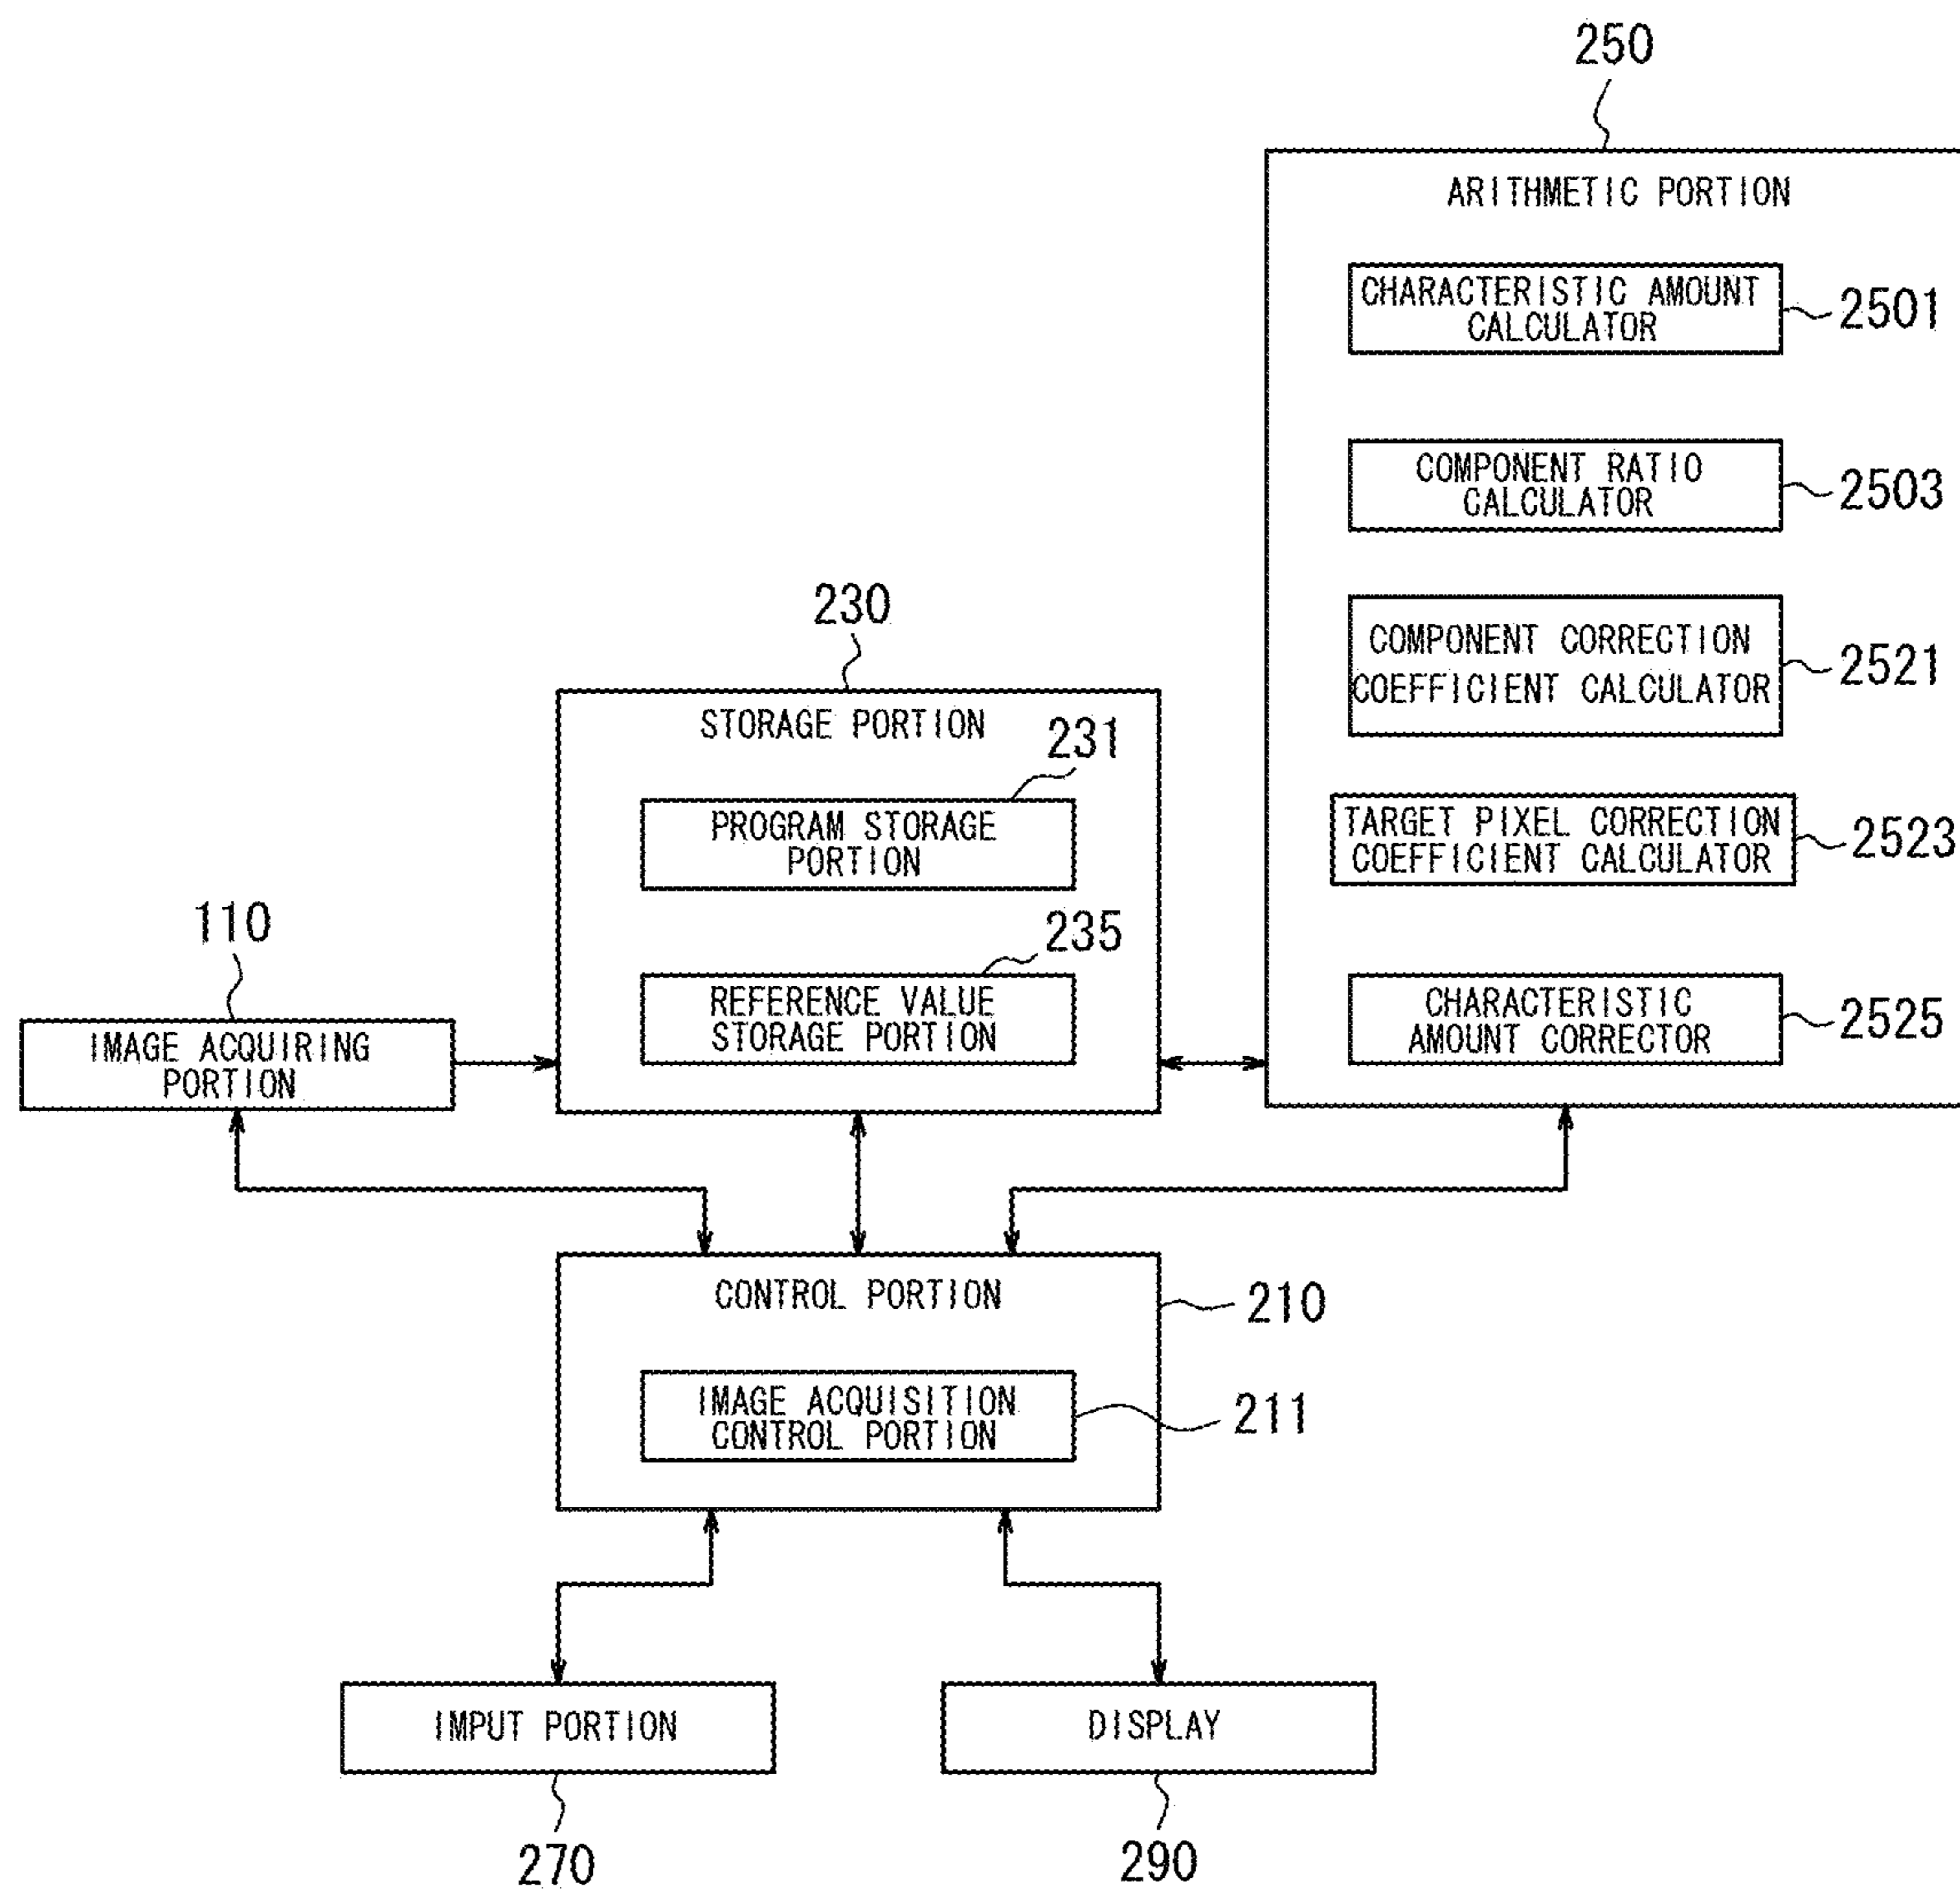 250
ARITHMETIC PORTION
CHARACTERISTIC AMOUNT
CALCULATOR
2501
COMPONENT RATIO
CALCULATOR
2503
COMPONENT CORRECTION
COEFFICIENT CALCULATOR
2521
TARGET PIXEL CORRECTION
COEFFICIENT CALCULATOR
2523
CHARACTERISTIC
AMOUNT CORRECTOR
2525
230
STORAGE PORTION
231
PROGRAM STORAGE
PORTION
235
REFERENCE VALUE
STORAGE PORTION
110
IMAGE ACQUIRING
PORTION
CONTROL PORTION
210
IMAGE ACQUISITION
CONTROL PORTION
211
IMPUT PORTION
270
DISPLAY
290